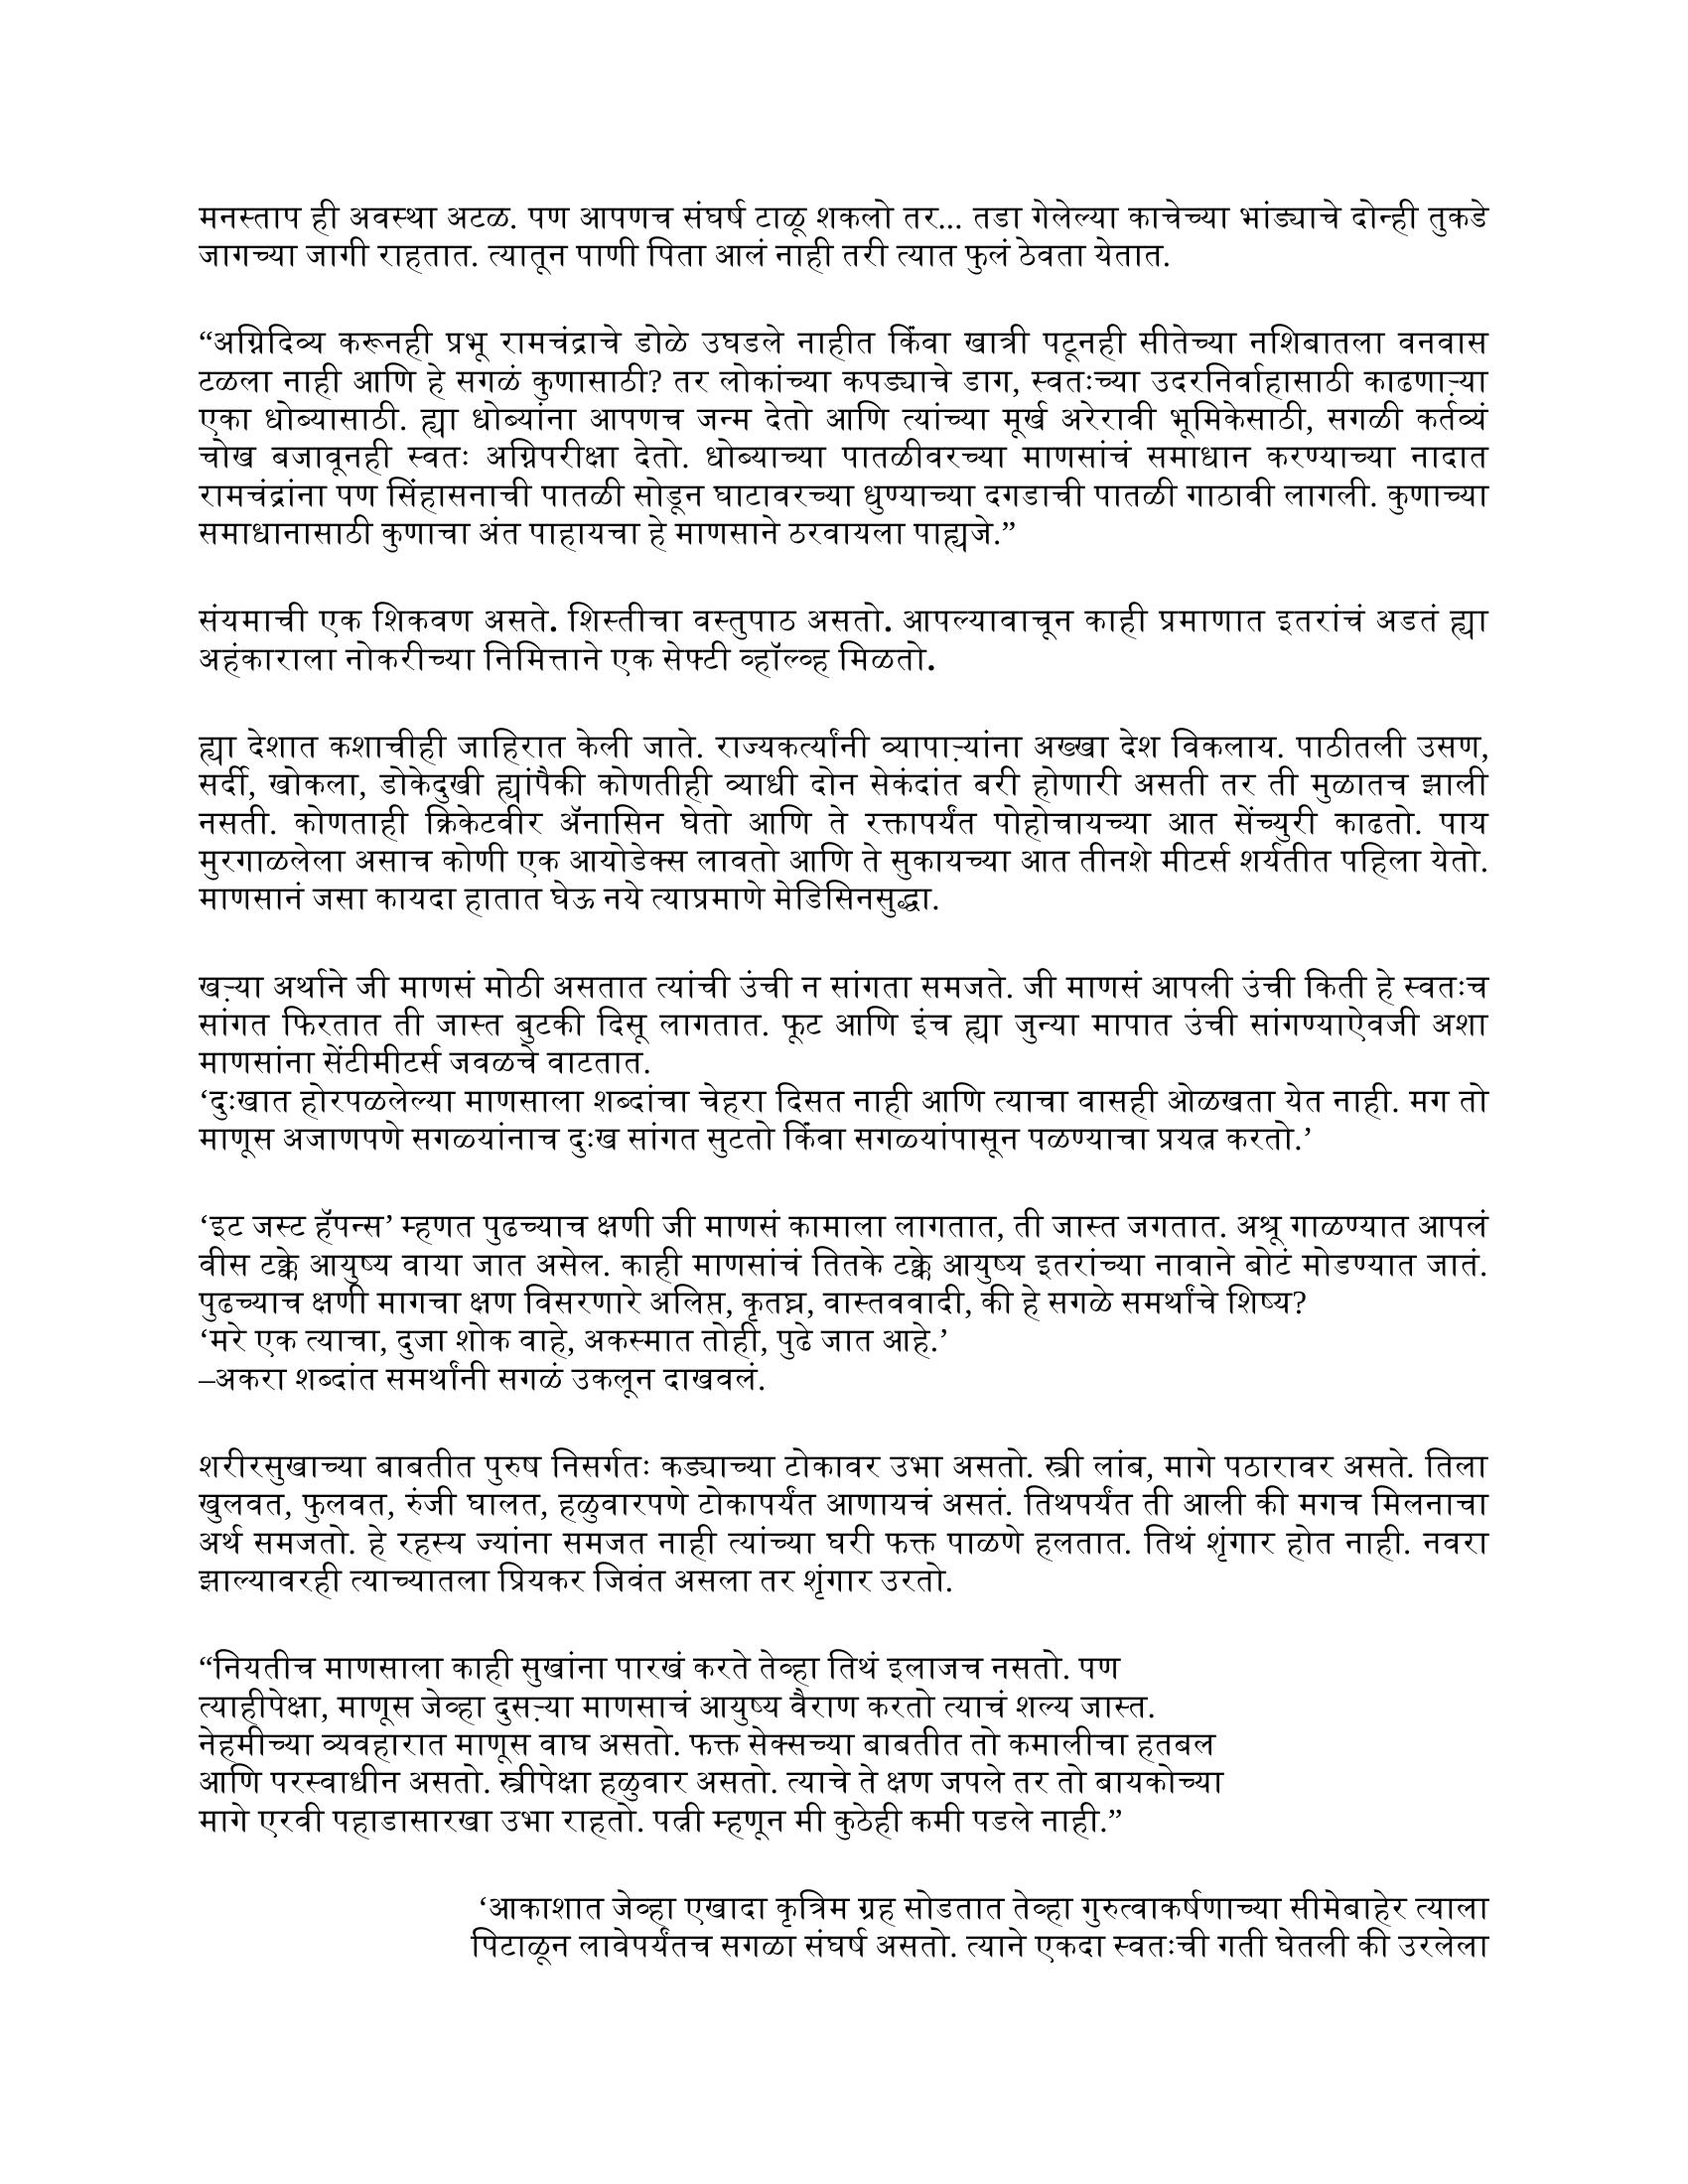 मनस्ताप ही अवस्था अटळ. पण आपणच संघर्ष टाळू शकलो तर... तडा गेलेल्या काचेच्या भांड्याचे दोन्ही तुकडे
जागच्या जागी राहतात. त्यातून पाणी पिता आलं नाही तरी त्यात फुलं ठेवता येतात.
“अग्निदिव्य करूनही प्रभू रामचंद्राचे डोळे उघडले नाहीत किंवा खात्री पटूनही सीतेच्या नशिबातला वनवास
टळला नाही आणि हे सगळं कुणासाठी? तर लोकांच्या कपड्याचे डाग, स्वतःच्या उदरनिर्वाहासाठी काढणाऱ्या
एका धोब्यासाठी. ह्या धोब्यांना आपणच जन्म देतो आणि त्यांच्या मूर्ख अरेरावी भूमिकेसाठी, सगळी कर्तव्यं
चोख बजावूनही स्वतः अग्निपरीक्षा देतो. धोब्याच्या पातळीवरच्या माणसांचं समाधान करण्याच्या नादात
रामचंद्रांना पण सिंहासनाची पातळी सोडून घाटावरच्या धुण्याच्या दगडाची पातळी गाठावी लागली. कुणाच्या
समाधानासाठी कुणाचा अंत पाहायचा हे माणसाने ठरवायला पाह्यजे.”
संयमाची एक शिकवण असते. शिस्तीचा वस्तुपाठ असतो. आपल्यावाचून काही प्रमाणात इतरांचं अडतं ह्या
अहंकाराला नोकरीच्या निमित्ताने एक सेफ्टी व्हॉल्व्ह मिळतो.
ह्या देशात कशाचीही जाहिरात केली जाते. राज्यकर्त्यांनी व्यापाऱ्यांना अख्खा देश विकलाय. पाठीतली उसण,
सर्दी, खोकला, डोकेदुखी ह्यांपैकी कोणतीही व्याधी दोन सेकंदांत बरी होणारी असती तर ती मुळातच झाली
नसती. कोणताही क्रिकेटवीर ॲनासिन घेतो आणि ते रक्तापर्यंत पोहोचायच्या आत सेंच्युरी काढतो. पाय
मुरगाळलेला असाच कोणी एक आयोडेक्स लावतो आणि ते सुकायच्या आत तीनशे मीटर्स शर्यतीत पहिला येतो.
माणसानं जसा कायदा हातात घेऊ नये त्याप्रमाणे मेडिसिनसुद्धा.
खऱ्या अर्थाने जी माणसं मोठी असतात त्यांची उंची न सांगता समजते. जी माणसं आपली उंची किती हे स्वतःच
सांगत फिरतात ती जास्त बुटकी दिसू लागतात. फूट आणि इंच ह्या जुन्या मापात उंची सांगण्याऐवजी अशा
माणसांना सेंटीमीटर्स जवळचे वाटतात.
‘दुःखात होरपळलेल्या माणसाला शब्दांचा चेहरा दिसत नाही आणि त्याचा वासही ओळखता येत नाही. मग तो
माणूस अजाणपणे सगळ्यांनाच दुःख सांगत सुटतो किंवा सगळ्यांपासून पळण्याचा प्रयत्न करतो.’
‘इट जस्ट हॅपन्स’ म्हणत पुढच्याच क्षणी जी माणसं कामाला लागतात, ती जास्त जगतात. अश्रू गाळण्यात आपलं
वीस टक्के आयुष्य वाया जात असेल. काही माणसांचं तितके टक्के आयुष्य इतरांच्या नावाने बोटं मोडण्यात जातं.
पुढच्याच क्षणी मागचा क्षण विसरणारे अलिप्त, कृतघ्न, वास्तववादी, की हे सगळे समर्थांचे शिष्य?
‘मरे एक त्याचा, दुजा शोक वाहे, अकस्मात तोही, पुढे जात आहे.’
–अकरा शब्दांत समर्थांनी सगळं उकलून दाखवलं.
शरीरसुखाच्या बाबतीत पुरुष निसर्गतः कड्याच्या टोकावर उभा असतो. स्त्री लांब, मागे पठारावर असते. तिला
खुलवत, फुलवत, रुंजी घालत, हळुवारपणे टोकापर्यंत आणायचं असतं. तिथपर्यंत ती आली की मगच मिलनाचा
अर्थ समजतो. हे रहस्य ज्यांना समजत नाही त्यांच्या घरी फक्त पाळणे हलतात. तिथं शृंगार होत नाही. नवरा
झाल्यावरही त्याच्यातला प्रियकर जिवंत असला तर शृंगार उरतो.
“नियतीच माणसाला काही सुखांना पारखं करते तेव्हा तिथं इलाजच नसतो. पण
त्याहीपेक्षा, माणूस जेव्हा दुसऱ्या माणसाचं आयुष्य वैराण करतो त्याचं शल्य जास्त.
नेहमीच्या व्यवहारात माणूस वाघ असतो. फक्त सेक्सच्या बाबतीत तो कमालीचा हतबल
आणि परस्वाधीन असतो. स्त्रीपेक्षा हळुवार असतो. त्याचे ते क्षण जपले तर तो बायकोच्या
मागे एरवी पहाडासारखा उभा राहतो. पत्नी म्हणून मी कुठेही कमी पडले नाही.”
‘आकाशात जेव्हा एखादा कृत्रिम ग्रह सोडतात तेव्हा गुरुत्वाकर्षणाच्या सीमेबाहेर त्याला
पिटाळून लावेपर्यंतच सगळा संघर्ष असतो. त्याने एकदा स्वतःची गती घेतली की उरलेला